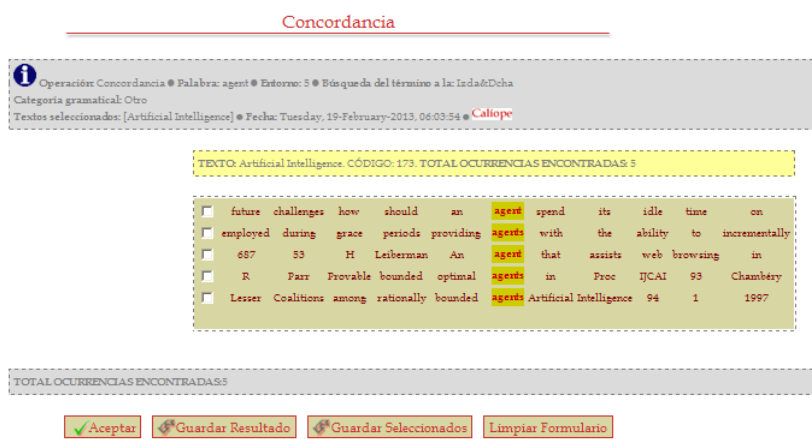 Concordancia
Operación: Concordancia ● Palabra: agent ● Entorno: 5 ● Búsqueda del término a la: Izda&Dcha
Categoría gramatical: Otro
Textos seleccionados: [Artificial Intelligence] ● Fecha: Tuesday, 19-February-2013, 06:03:54 ● Calíope
TEXTO: Artificial Intelligence. CÓDIGO: 173. TOTAL OCURRENCIAS ENCONTRADAS: 5
future challenges how should an agent spend its idle time on
employed during grace periods providing agents with the ability to incrementally
687 53 H Leiberman An agent that assists web browsing in
R Parr Provable bounded optimal agents in Proc IJCAI 93 Chambéry
Lesser Coalitions among rationally bounded agents Artificial Intelligence 94 1 1997
TOTAL OCURRENCIAS ENCONTRADAS:5
Aceptar Guardar Resultado Guardar Seleccionados Limpiar Formulario